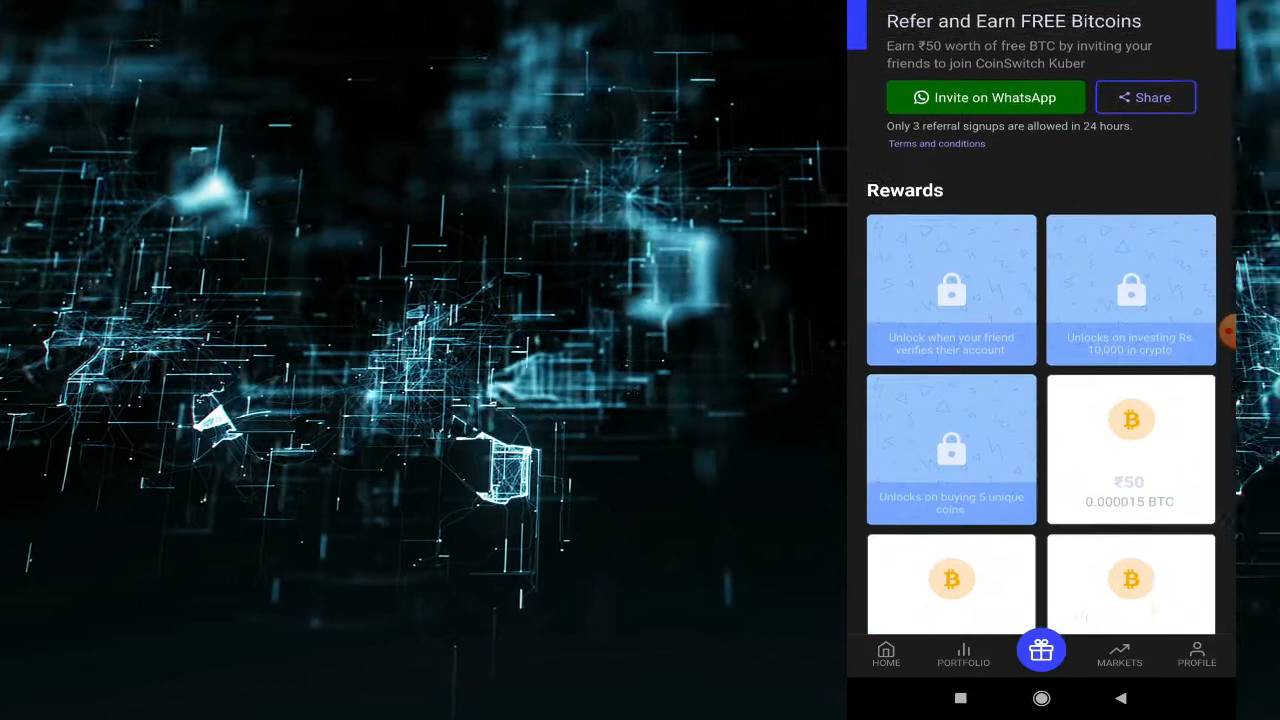 Refer and Earn FREE Bitcoins
Earn ₹50 worth of free BTC by inviting your
friends to join CoinSwitch Kuber
Invite on WhatsApp
Share
Only 3 referral signups are allowed in 24 hours.
Terms and conditions
Rewards
Unlock when your friend
verifies their account
Unlocks on investing Rs.
10,000 in crypto
Unlocks on buying 5 unique
coins
₹50
0.000015 BTC
HOME
PORTFOLIO
MARKETS
PROFILE